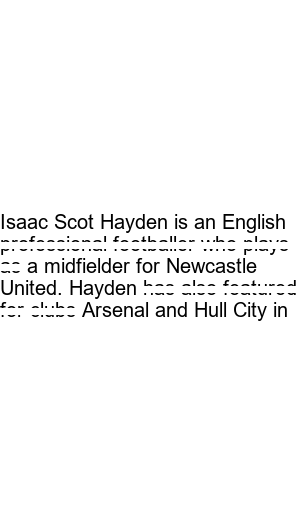 Isaac Scot Hayden is an English
professional footballer who plays
as a midfielder for Newcastle
United. Hayden has also featured
for clubs Arsenal and Hull City in